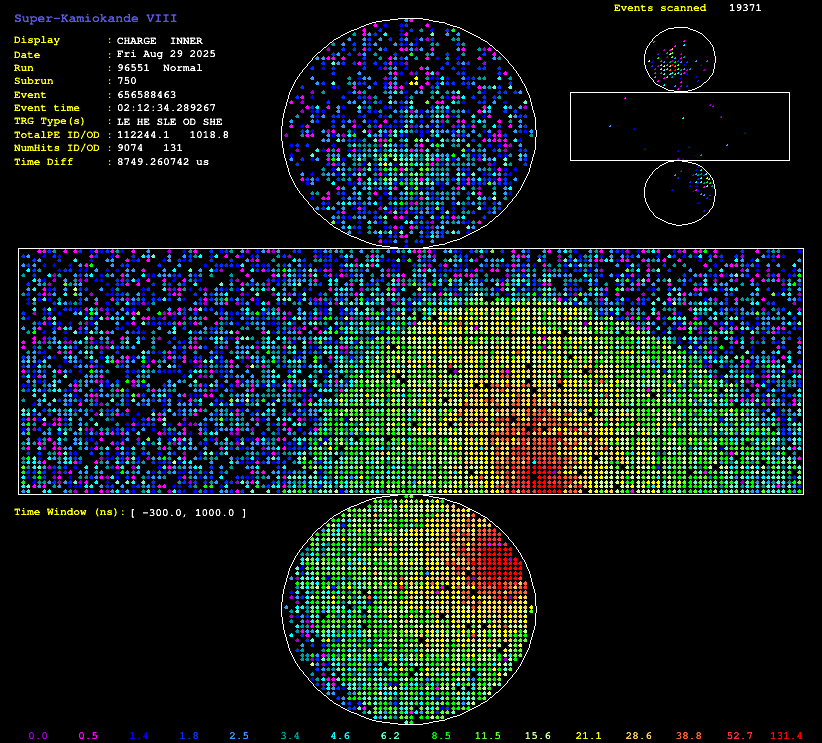 Super-Kamiokande VIII
Events scanned 19371
Display : CHARGE INNER
Date : Fri Aug 29 2025
Run : 96551 Normal
Subrun : 750
Event : 656588463
Event time : 02:12:34.289267
TRG Type(s) : LE HE SLE OD SHE
TotalPE ID/OD : 112244.1 1018.8
NumHits ID/OD : 9074 131
Time Diff : 8749.260742 us
Time Window (ns): [ -300.0, 1000.0 ]
0.0 0.5 1.4 1.8 2.5 3.4 4.6 6.2 8.5 11.5 15.6 21.1 28.6 38.8 52.7 131.4